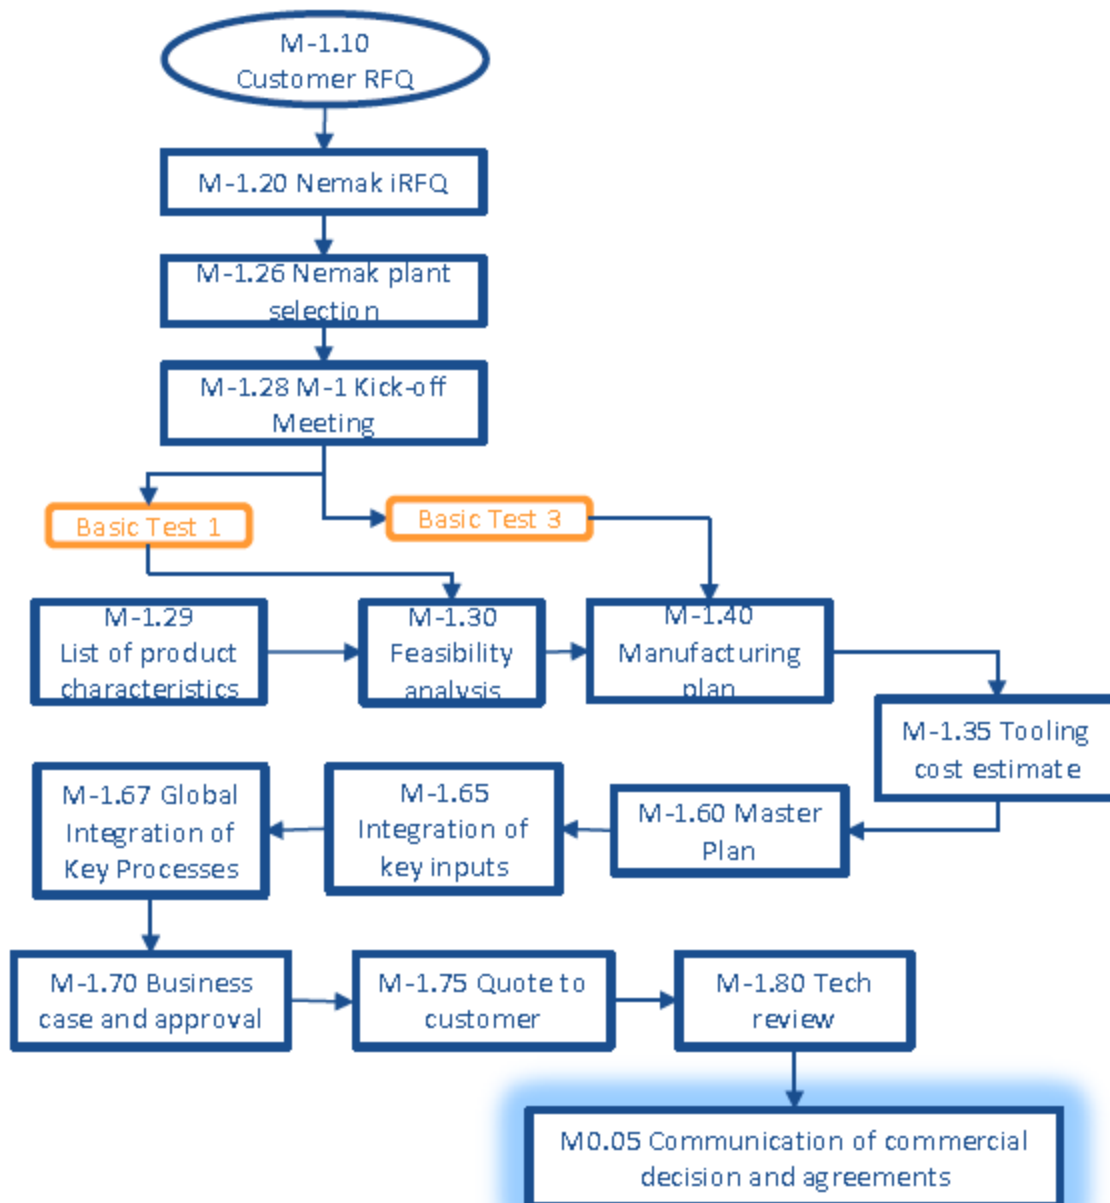 M-1.10
Customer RFQ
M-1.20 Nemak iRFQ
M-1.26 Nemak plant
selection
M-1.28 M-1 Kick-off
Meeting
Basic Test 1
Basic Test 3
M-1.29
List of product
characteristics
M-1.30
Feasibility
analysis
M-1.40
Manufacturing
plan
M-1.35 Tooling
cost estimate
M-1.67 Global
Integration of
Key Processes
M-1.65
Integration of
key inputs
M-1.60 Master
Plan
M-1.70 Business
case and approval
M-1.75 Quote to
customer
M-1.80 Tech
review
M0.05 Communication of commercial
decision and agreements